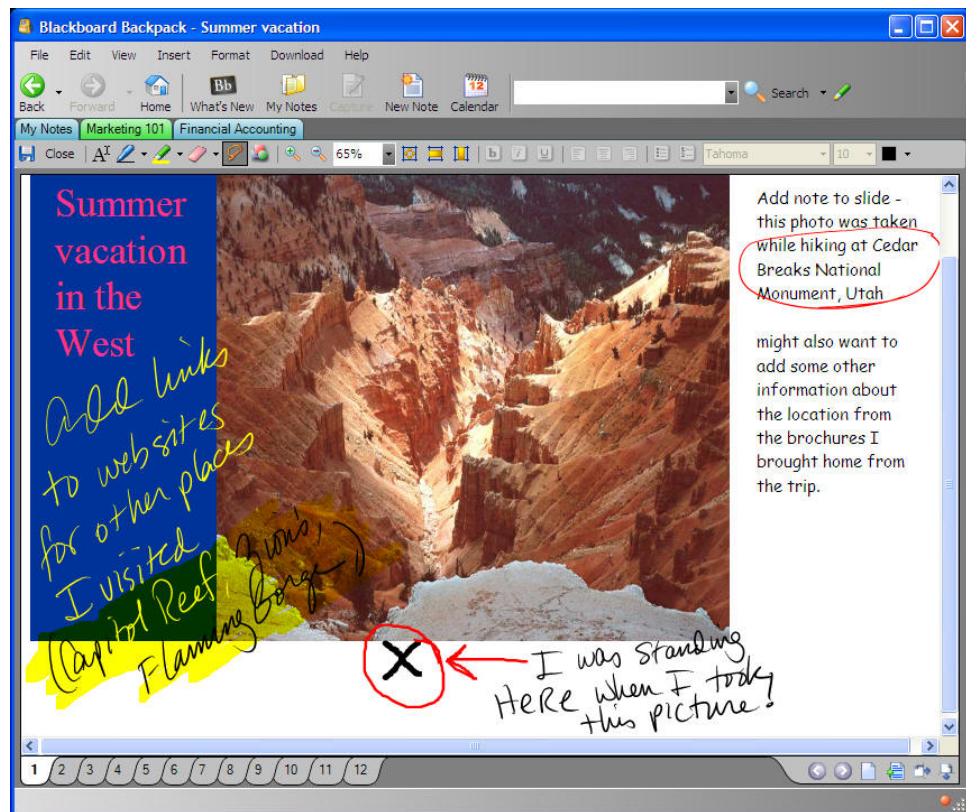 Blackboard Backpack - Summer vacation
File Edit View Insert Format Download Help
Back Forward Home What's New My Notes Capture New Note Calendar Search
My Notes Marketing 101 Financial Accounting
Close 65% b i u Tahoma 10
Summer
vacation
in the
West
Add links
to websites
for other places
I visited
(Capitol Reef, Zion's,
Flaming Gorge)
Add note to slide -
this photo was taken
while hiking at Cedar
Breaks National
Monument, Utah
might also want to
add some other
information about
the location from
the brochures I
brought home from
the trip.
X
I was standing
HeRe when I took
this picture!
1 2 3 4 5 6 7 8 9 10 11 12